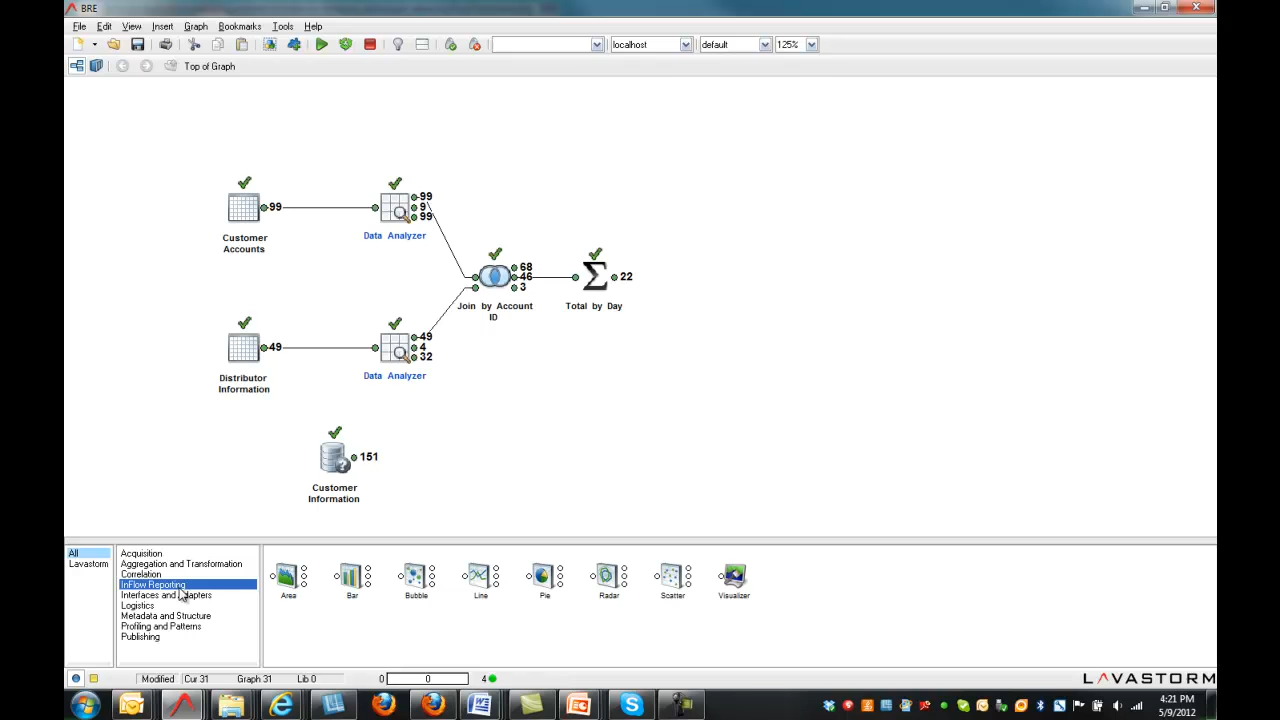 BRE
File Edit View Insert Graph Bookmarks Tools Help
localhost default 125%
Top of Graph
99
Customer
Accounts
99
9
99
Data Analyzer
68
46
3
Join by Account
ID
22
Total by Day
49
Distributor
Information
49
4
32
Data Analyzer
151
Customer
Information
All
Lavastorm
Acquisition
Aggregation and Transformation
Correlation
InFlow Reporting
Interfaces and Adapters
Logistics
Metadata and Structure
Profiling and Patterns
Publishing
Area Bar Bubble Line Pie Radar Scatter Visualizer
Modified Cur 31 Graph 31 Lib 0 0 0 4
LAVASTORM
4:21 PM
5/9/2012